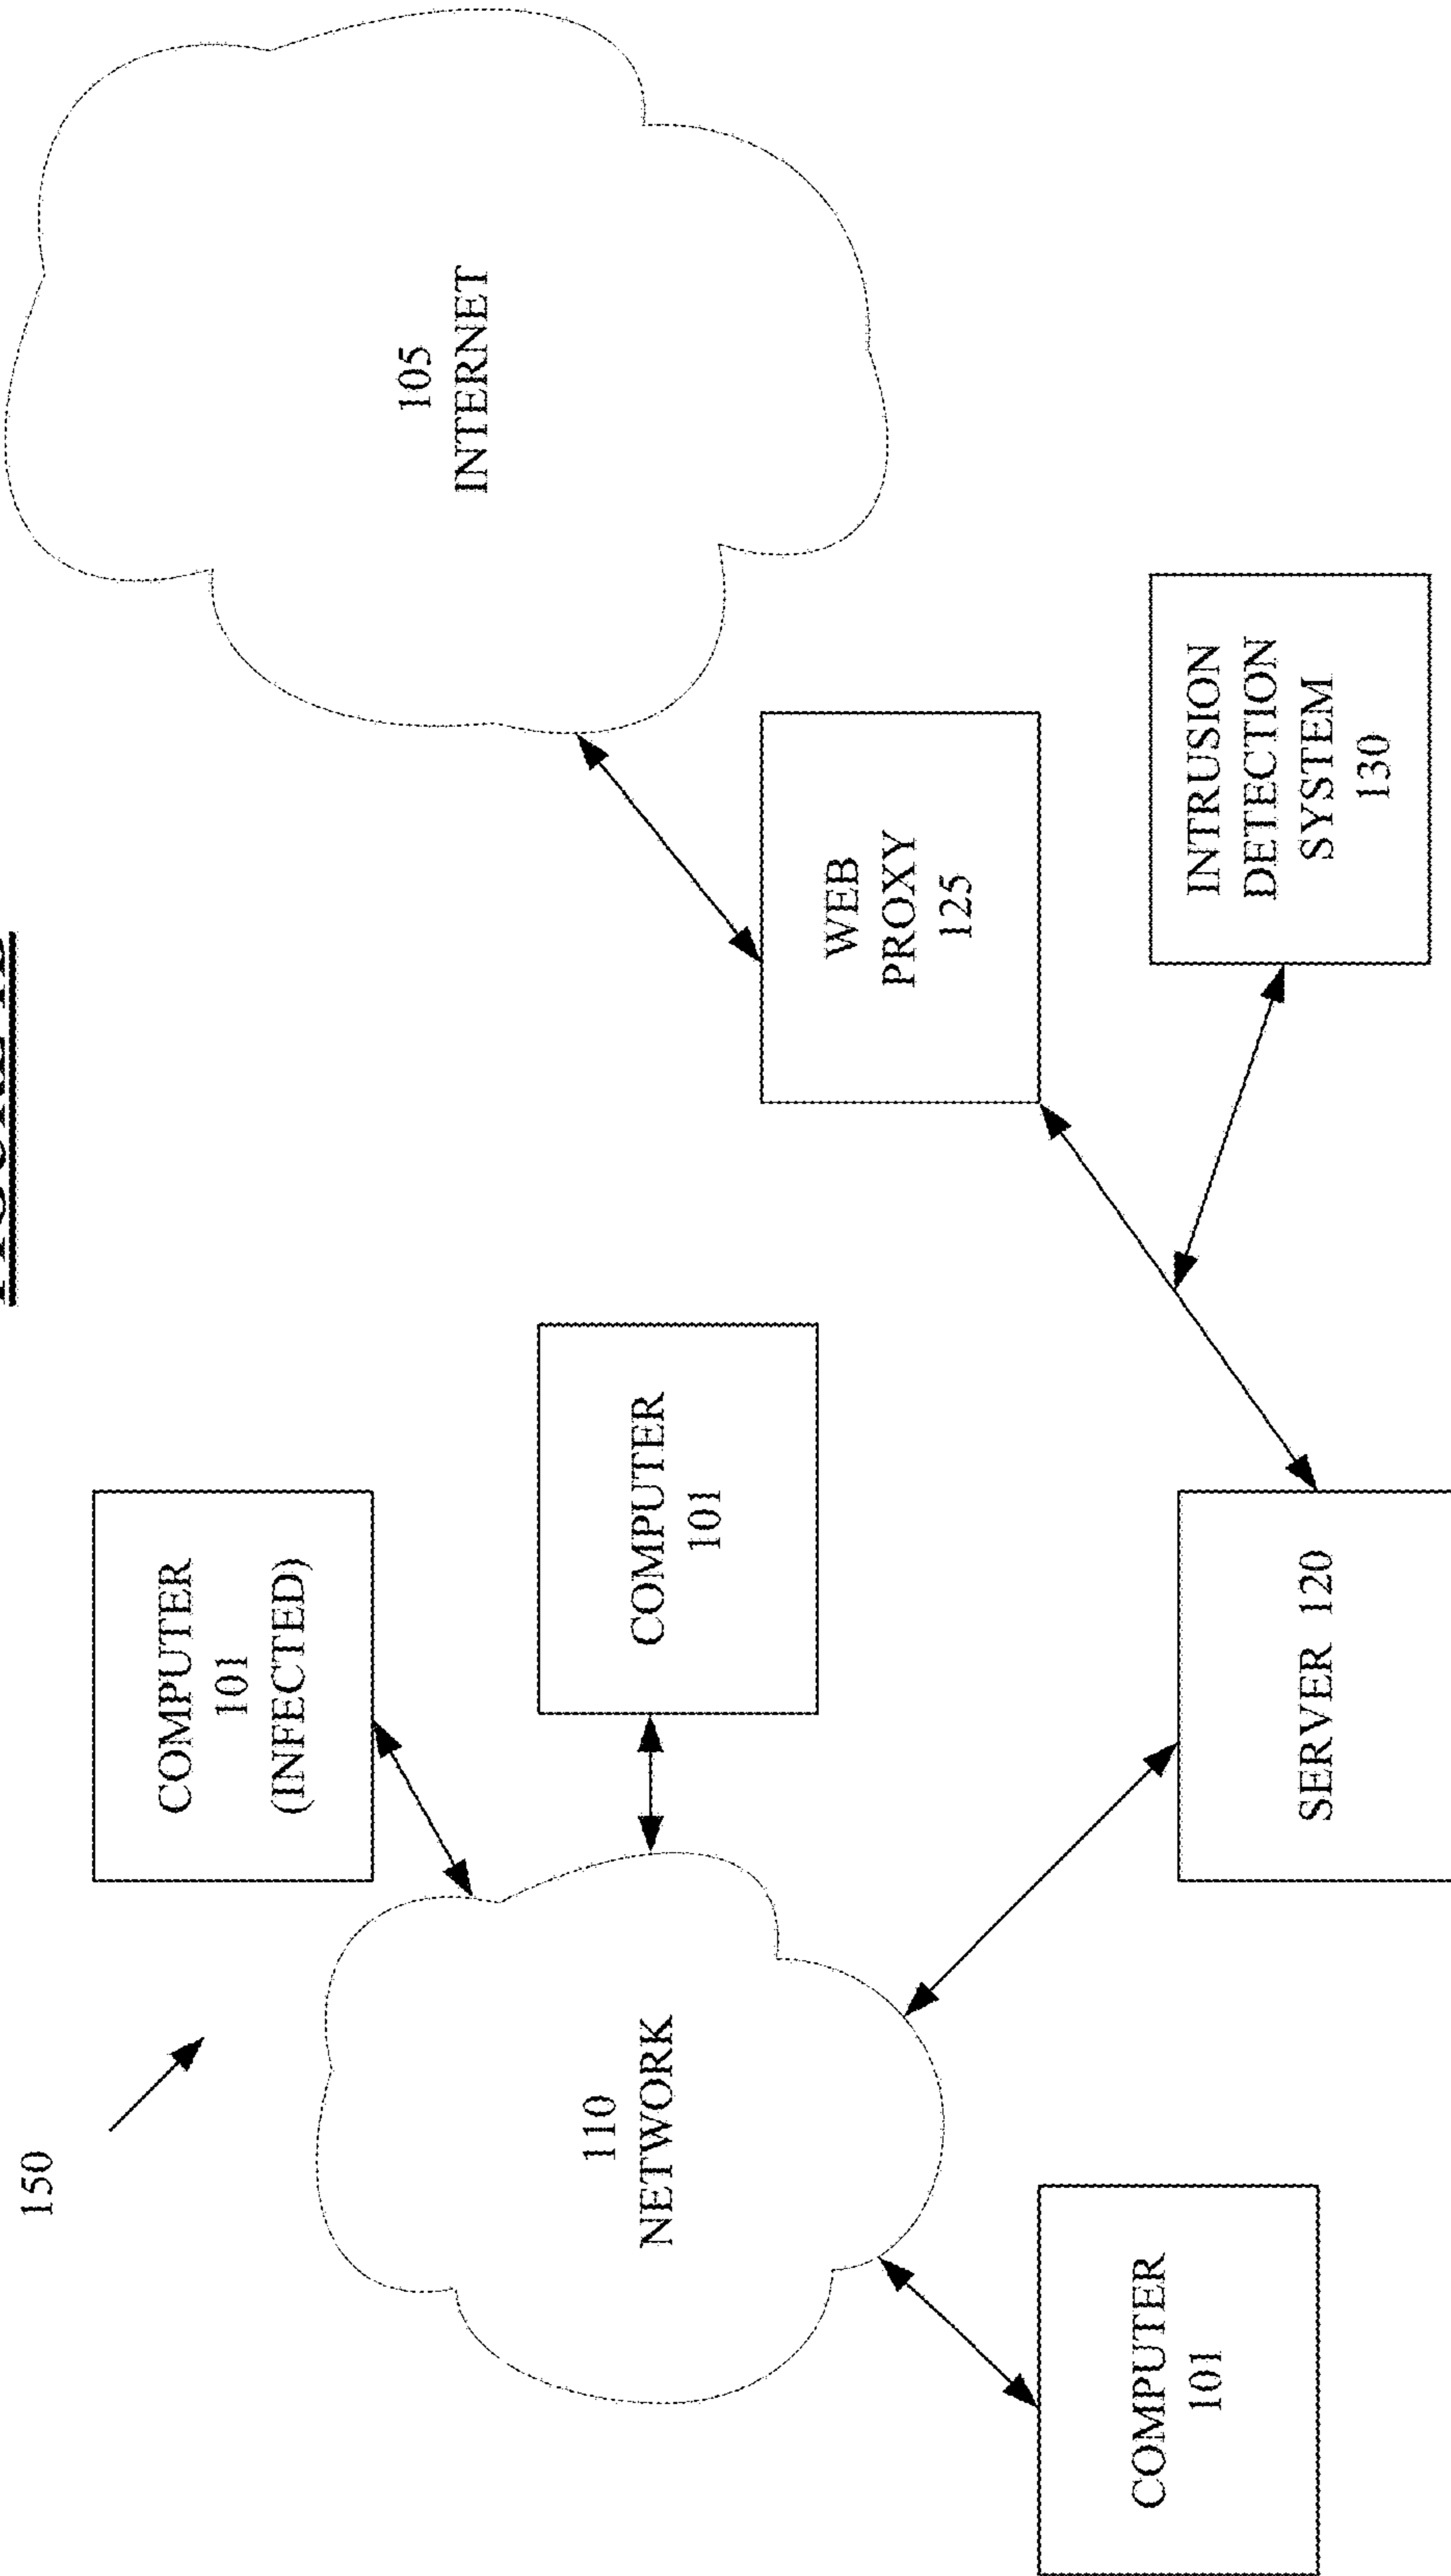 150
COMPUTER
101
(INFECTED)
105
INTERNET
110
NETWORK
COMPUTER
101
WEB
PROXY
125
COMPUTER
101
SERVER 120
INTRUSION
DETECTION
SYSTEM
130